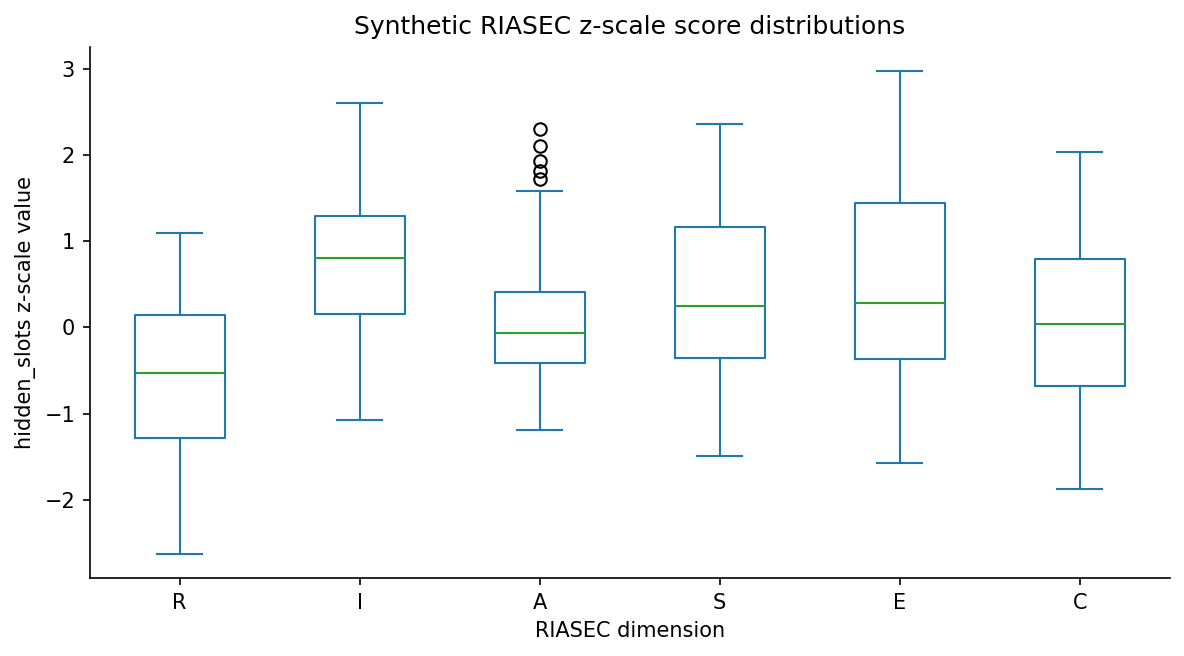 Synthetic RIASEC z-scale score distributions
hidden_slots z-scale value
3
2
1
0
−1
−2
R I A S E C
RIASEC dimension